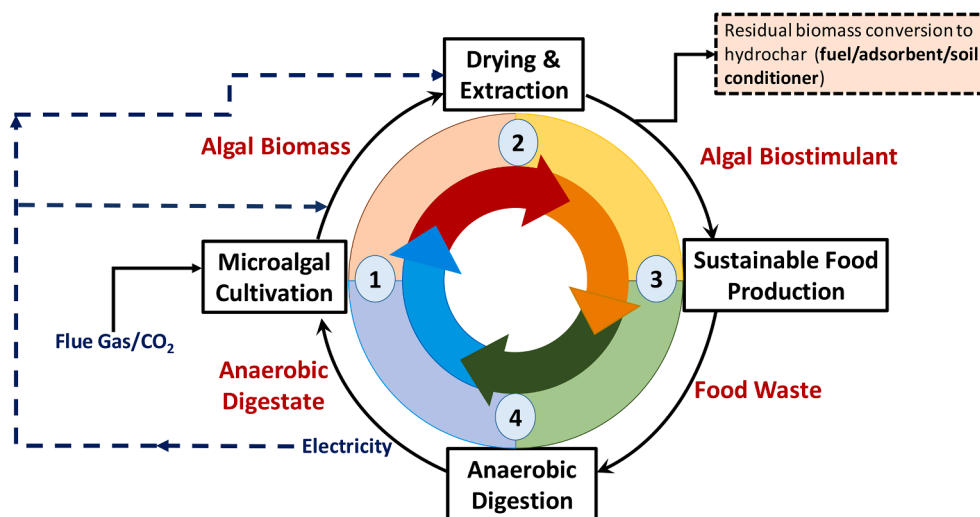 Residual biomass conversion to
hydrochar (fuel/adsorbent/soil
conditioner)
Drying &
Extraction
Algal Biomass
2
Algal Biostimulant
Microalgal
Cultivation
1
3
Sustainable Food
Production
Flue Gas/CO₂
Anaerobic
Digestate
Food Waste
4
Electricity
Anaerobic
Digestion